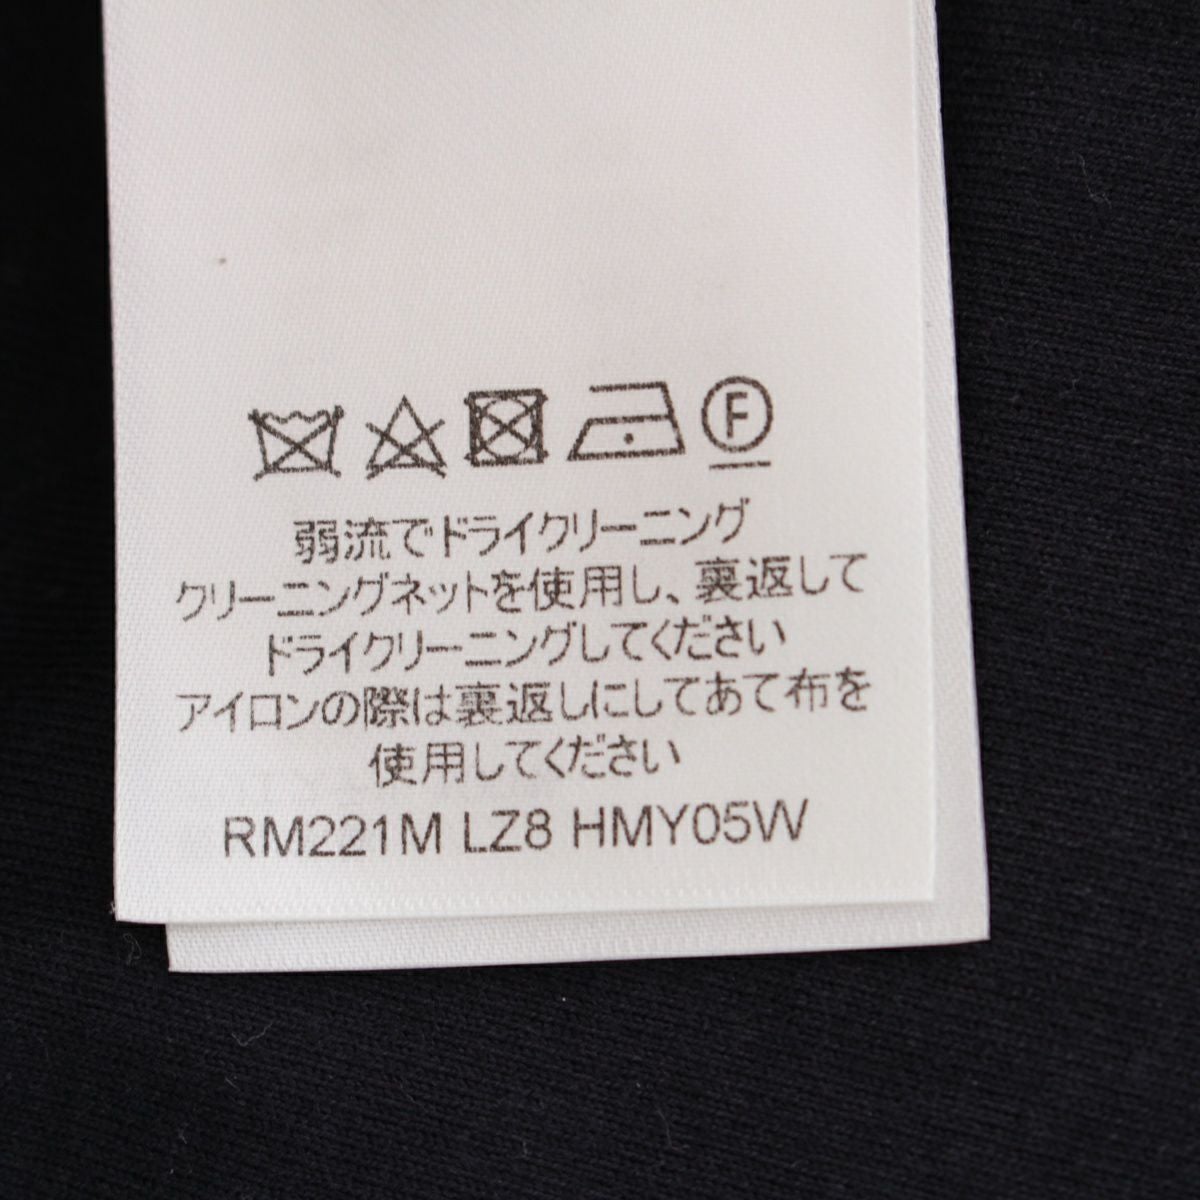 F
弱流でドライクリーニング
クリーニングネットを使用し、裏返して
ドライクリーニングしてください
アイロンの際は裏返しにしてあて布を
使用してください
RM221M LZ8 HMY05W